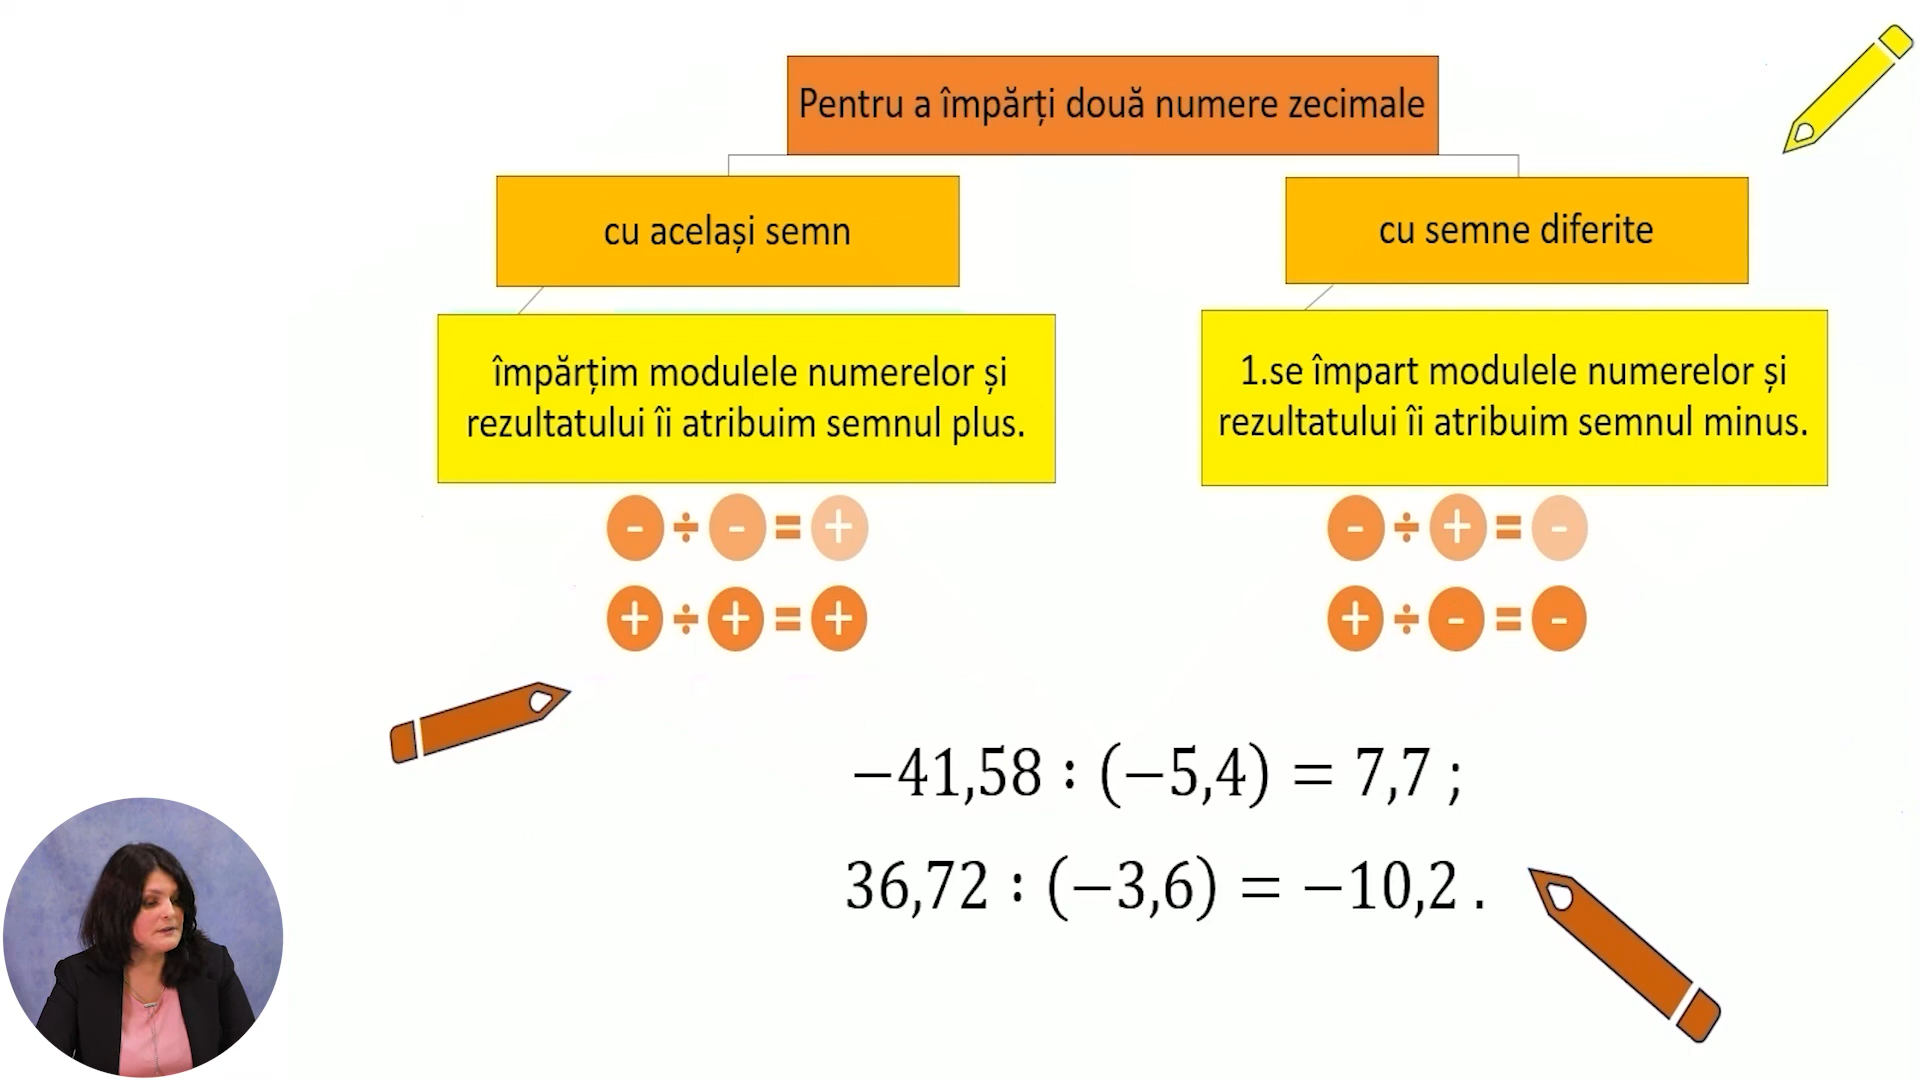 Pentru a împărți două numere zecimale
cu același semn
cu semne diferite
împărțim modulele numerelor și
rezultatului îi atribuim semnul plus.
1.se împart modulele numerelor și
rezultatului îi atribuim semnul minus.
- ÷ - = +
- ÷ + = -
+ ÷ + = +
+ ÷ - = -
−41,58 : (−5,4) = 7,7 ;
36,72 : (−3,6) = −10,2 .